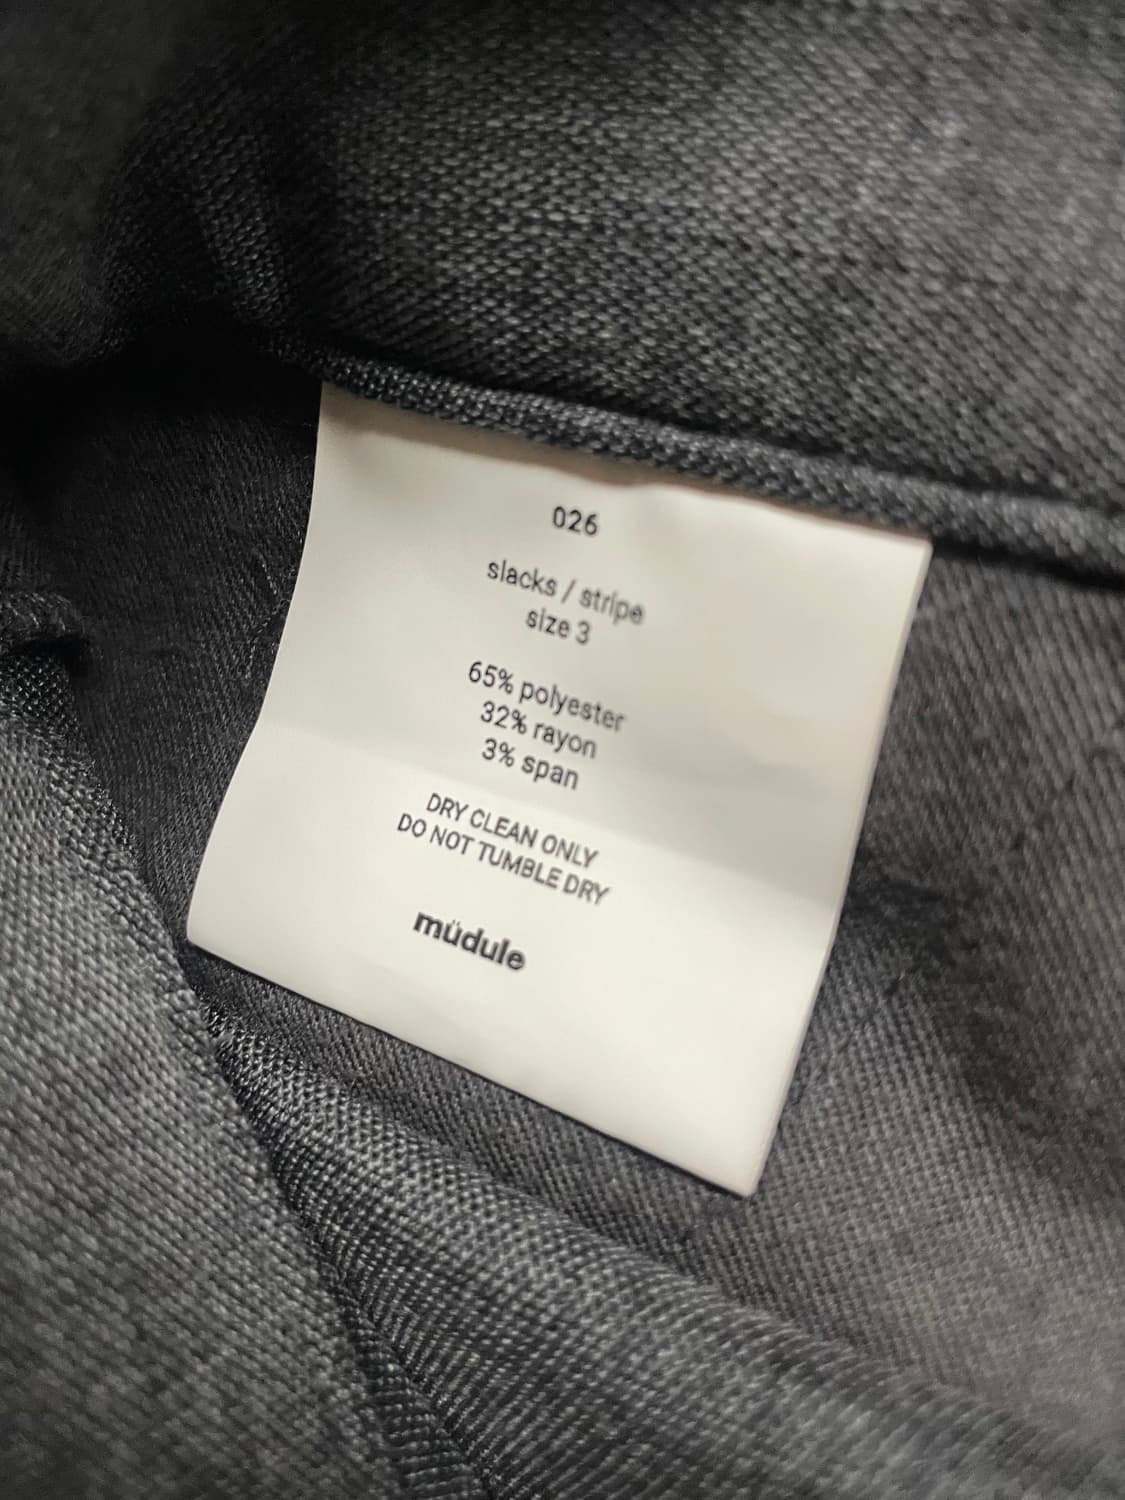 026
slacks / stripe
size 3
65% polyester
32% rayon
3% span
DRY CLEAN ONLY
DO NOT TUMBLE DRY
müdule